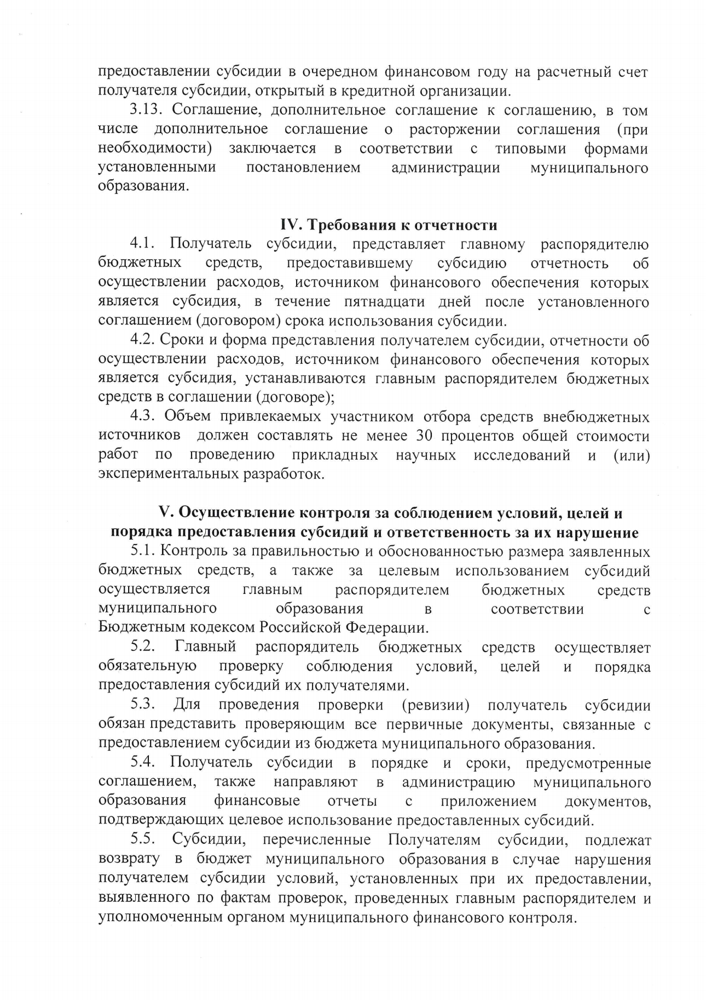 предоставлении субсидии в очередном финансовом году на расчетный счет
получателя субсидии, открытый в кредитной организации.
3.13. Соглашение, дополнительное соглашение к соглашению, в том
числе дополнительное соглашение о расторжении соглашения (при
необходимости) заключается в соответствии с типовыми формами
установленными постановлением администрации муниципального
образования.
IV. Требования к отчетности
4.1. Получатель субсидии, представляет главному распорядителю
бюджетных средств, предоставившему субсидию отчетность об
осуществлении расходов, источником финансового обеспечения которых
является субсидия, в течение пятнадцати дней после установленного
соглашением (договором) срока использования субсидии.
4.2. Сроки и форма представления получателем субсидии, отчетности об
осуществлении расходов, источником финансового обеспечения которых
является субсидия, устанавливаются главным распорядителем бюджетных
средств в соглашении (договоре);
4.3. Объем привлекаемых участником отбора средств внебюджетных
источников должен составлять не менее 30 процентов общей стоимости
работ по проведению прикладных научных исследований и (или)
экспериментальных разработок.
V. Осуществление контроля за соблюдением условий, целей и
порядка предоставления субсидий и ответственность за их нарушение
5.1. Контроль за правильностью и обоснованностью размера заявленных
бюджетных средств, а также за целевым использованием субсидий
осуществляется главным распорядителем бюджетных средств
муниципального образования в соответствии с
Бюджетным кодексом Российской Федерации.
5.2. Главный распорядитель бюджетных средств осуществляет
обязательную проверку соблюдения условий, целей и порядка
предоставления субсидий их получателями.
5.3. Для проведения проверки (ревизии) получатель субсидии
обязан представить проверяющим все первичные документы, связанные с
предоставлением субсидии из бюджета муниципального образования.
5.4. Получатель субсидии в порядке и сроки, предусмотренные
соглашением, также направляют в администрацию муниципального
образования финансовые отчеты с приложением документов,
подтверждающих целевое использование предоставленных субсидий.
5.5. Субсидии, перечисленные Получателям субсидии, подлежат
возврату в бюджет муниципального образования в случае нарушения
получателем субсидии условий, установленных при их предоставлении,
выявленного по фактам проверок, проведенных главным распорядителем и
уполномоченным органом муниципального финансового контроля.